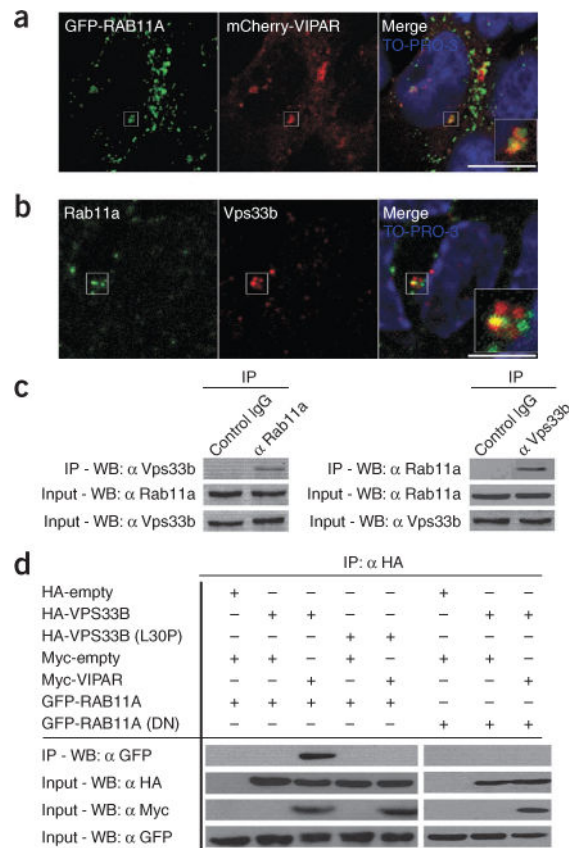 a
GFP-RAB11A mCherry-VIPAR Merge
TO-PRO-3
b
Rab11a Vps33b Merge
TO-PRO-3
c
IP
Control IgG
α Rab11a
IP - WB: α Vps33b
Input - WB: α Rab11a
Input - WB: α Vps33b
IP
Control IgG
α Vps33b
IP - WB: α Rab11a
Input - WB: α Rab11a
Input - WB: α Vps33b
d
IP: α HA
HA-empty + – – – – + – –
HA-VPS33B – + + – – – + +
HA-VPS33B (L30P) – – – + + – – –
Myc-empty + + – + – + + –
Myc-VIPAR – – + – + – – +
GFP-RAB11A + + + + + – – –
GFP-RAB11A (DN) – – – – – + + +
IP - WB: α GFP
Input - WB: α HA
Input - WB: α Myc
Input - WB: α GFP